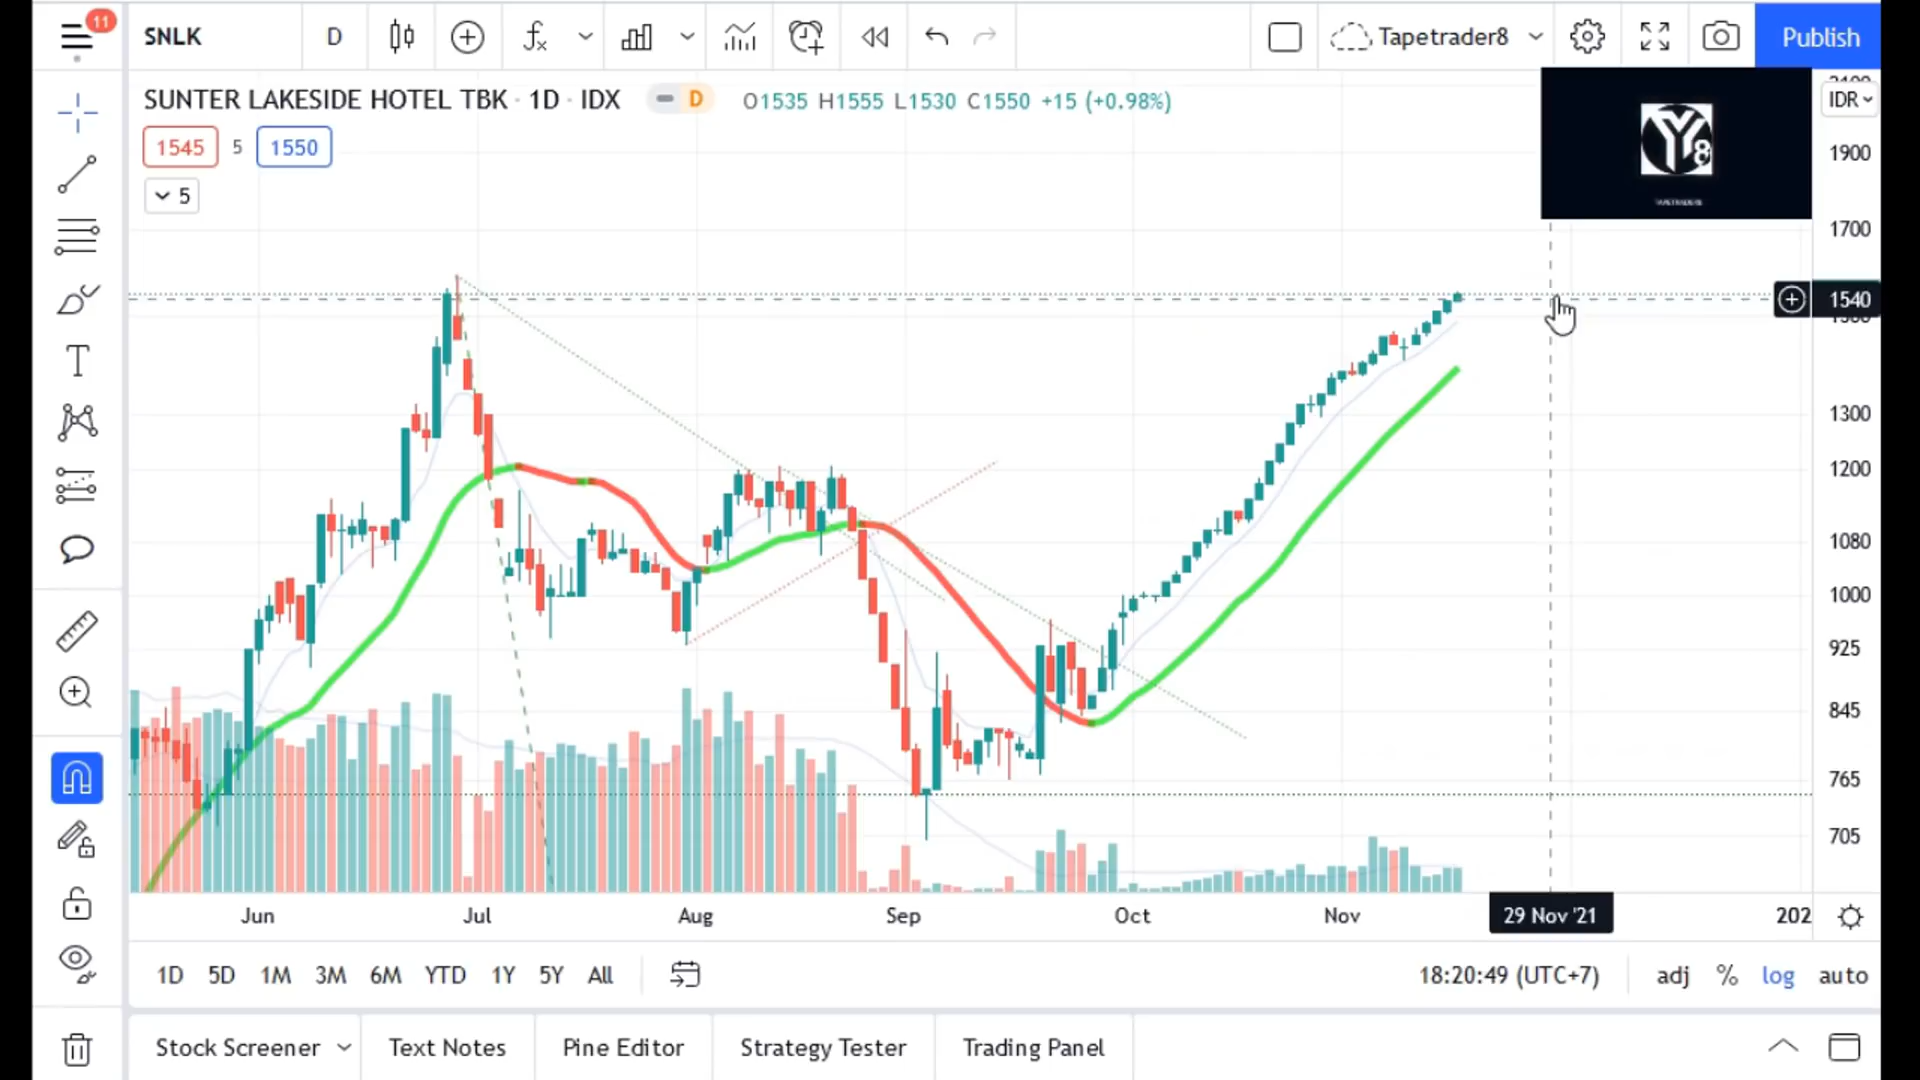 11
SNLK
D
Tapetrader8
Publish
SUNTER LAKESIDE HOTEL TBK · 1D · IDX
D
O1535 H1555 L1530 C1550 +15 (+0.98%)
IDR
1545
5
1550
5
Y8
TAPETRADER8
1900
1700
1540
1300
1200
1080
1000
925
845
765
705
Jun
Jul
Aug
Sep
Oct
Nov
29 Nov '21
202
1D 5D 1M 3M 6M YTD 1Y 5Y All
18:20:49 (UTC+7)
adj % log auto
Stock Screener
Text Notes
Pine Editor
Strategy Tester
Trading Panel